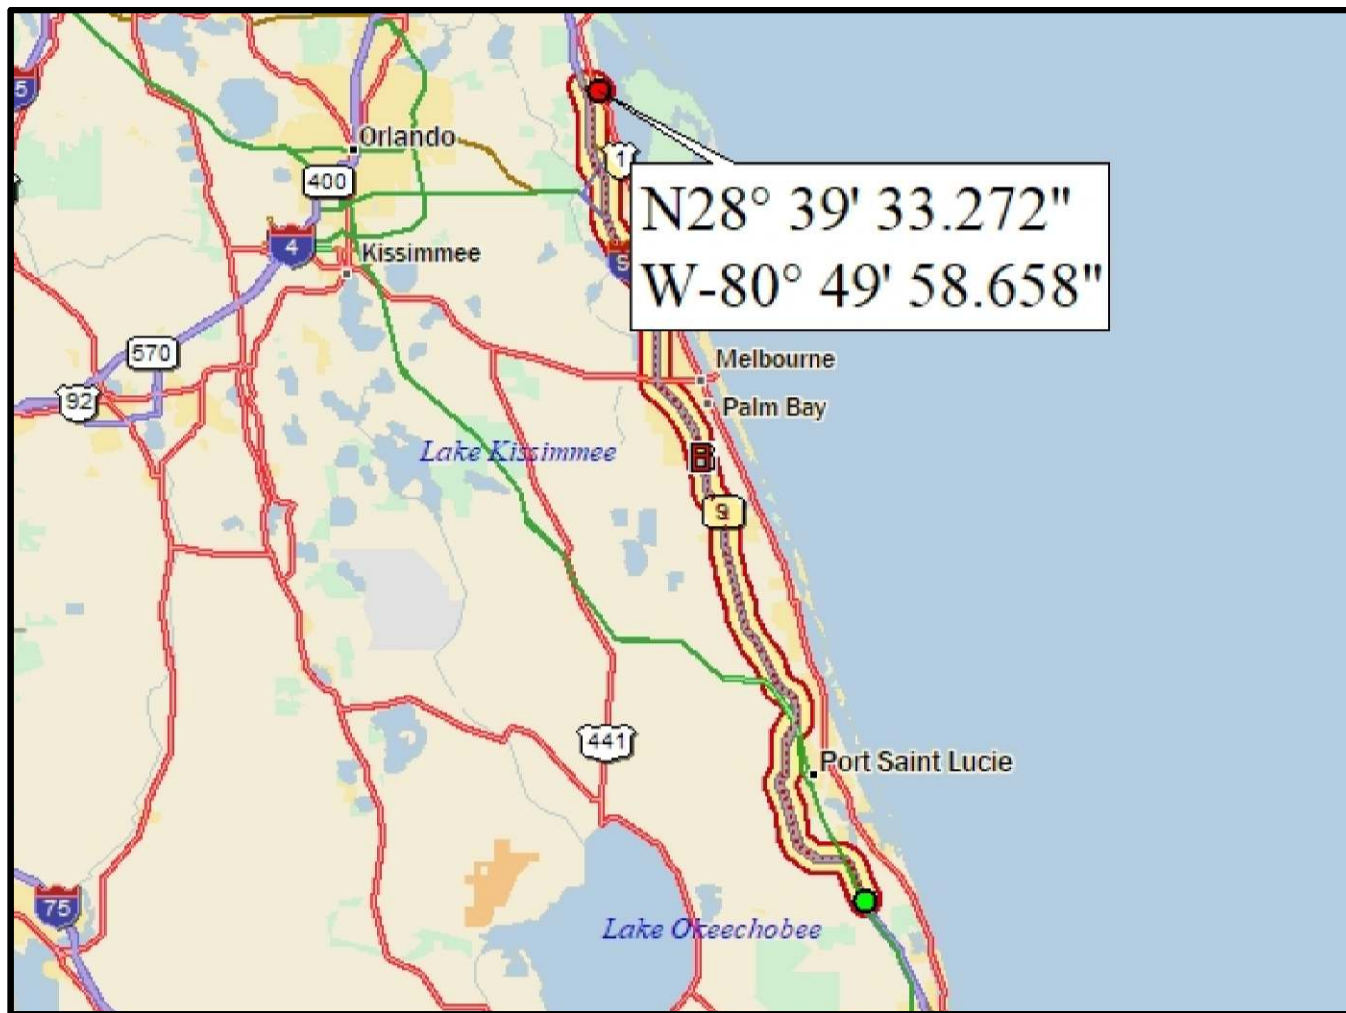 5
Orlando
400
1
N28° 39' 33.272"
W-80° 49' 58.658"
4
Kissimmee
570
Melbourne
92
Palm Bay
Lake Kissimmee
9
441
Port Saint Lucie
75
Lake Okeechobee